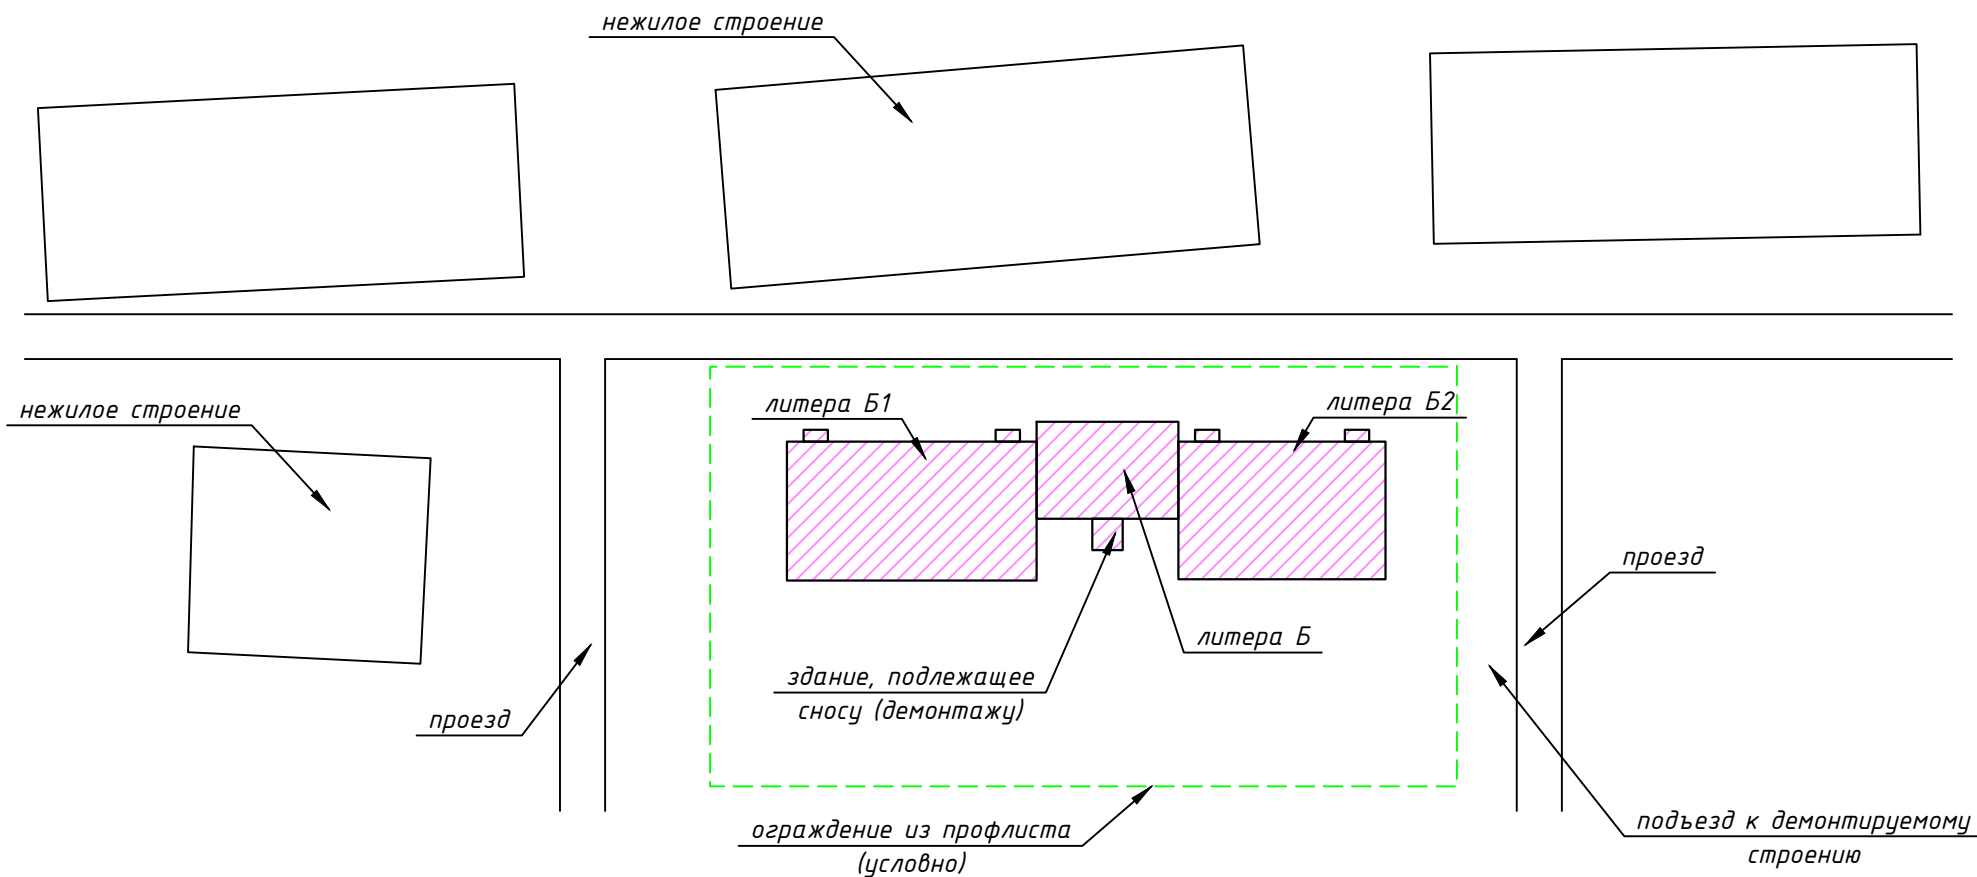 нежилое строение
литера Б1
литера Б2
нежилое строение
проезд
литера Б
здание, подлежащее
сносу (демонтажу)
проезд
ограждение из профлиста
(условно)
подъезд к демонтируемому
строению